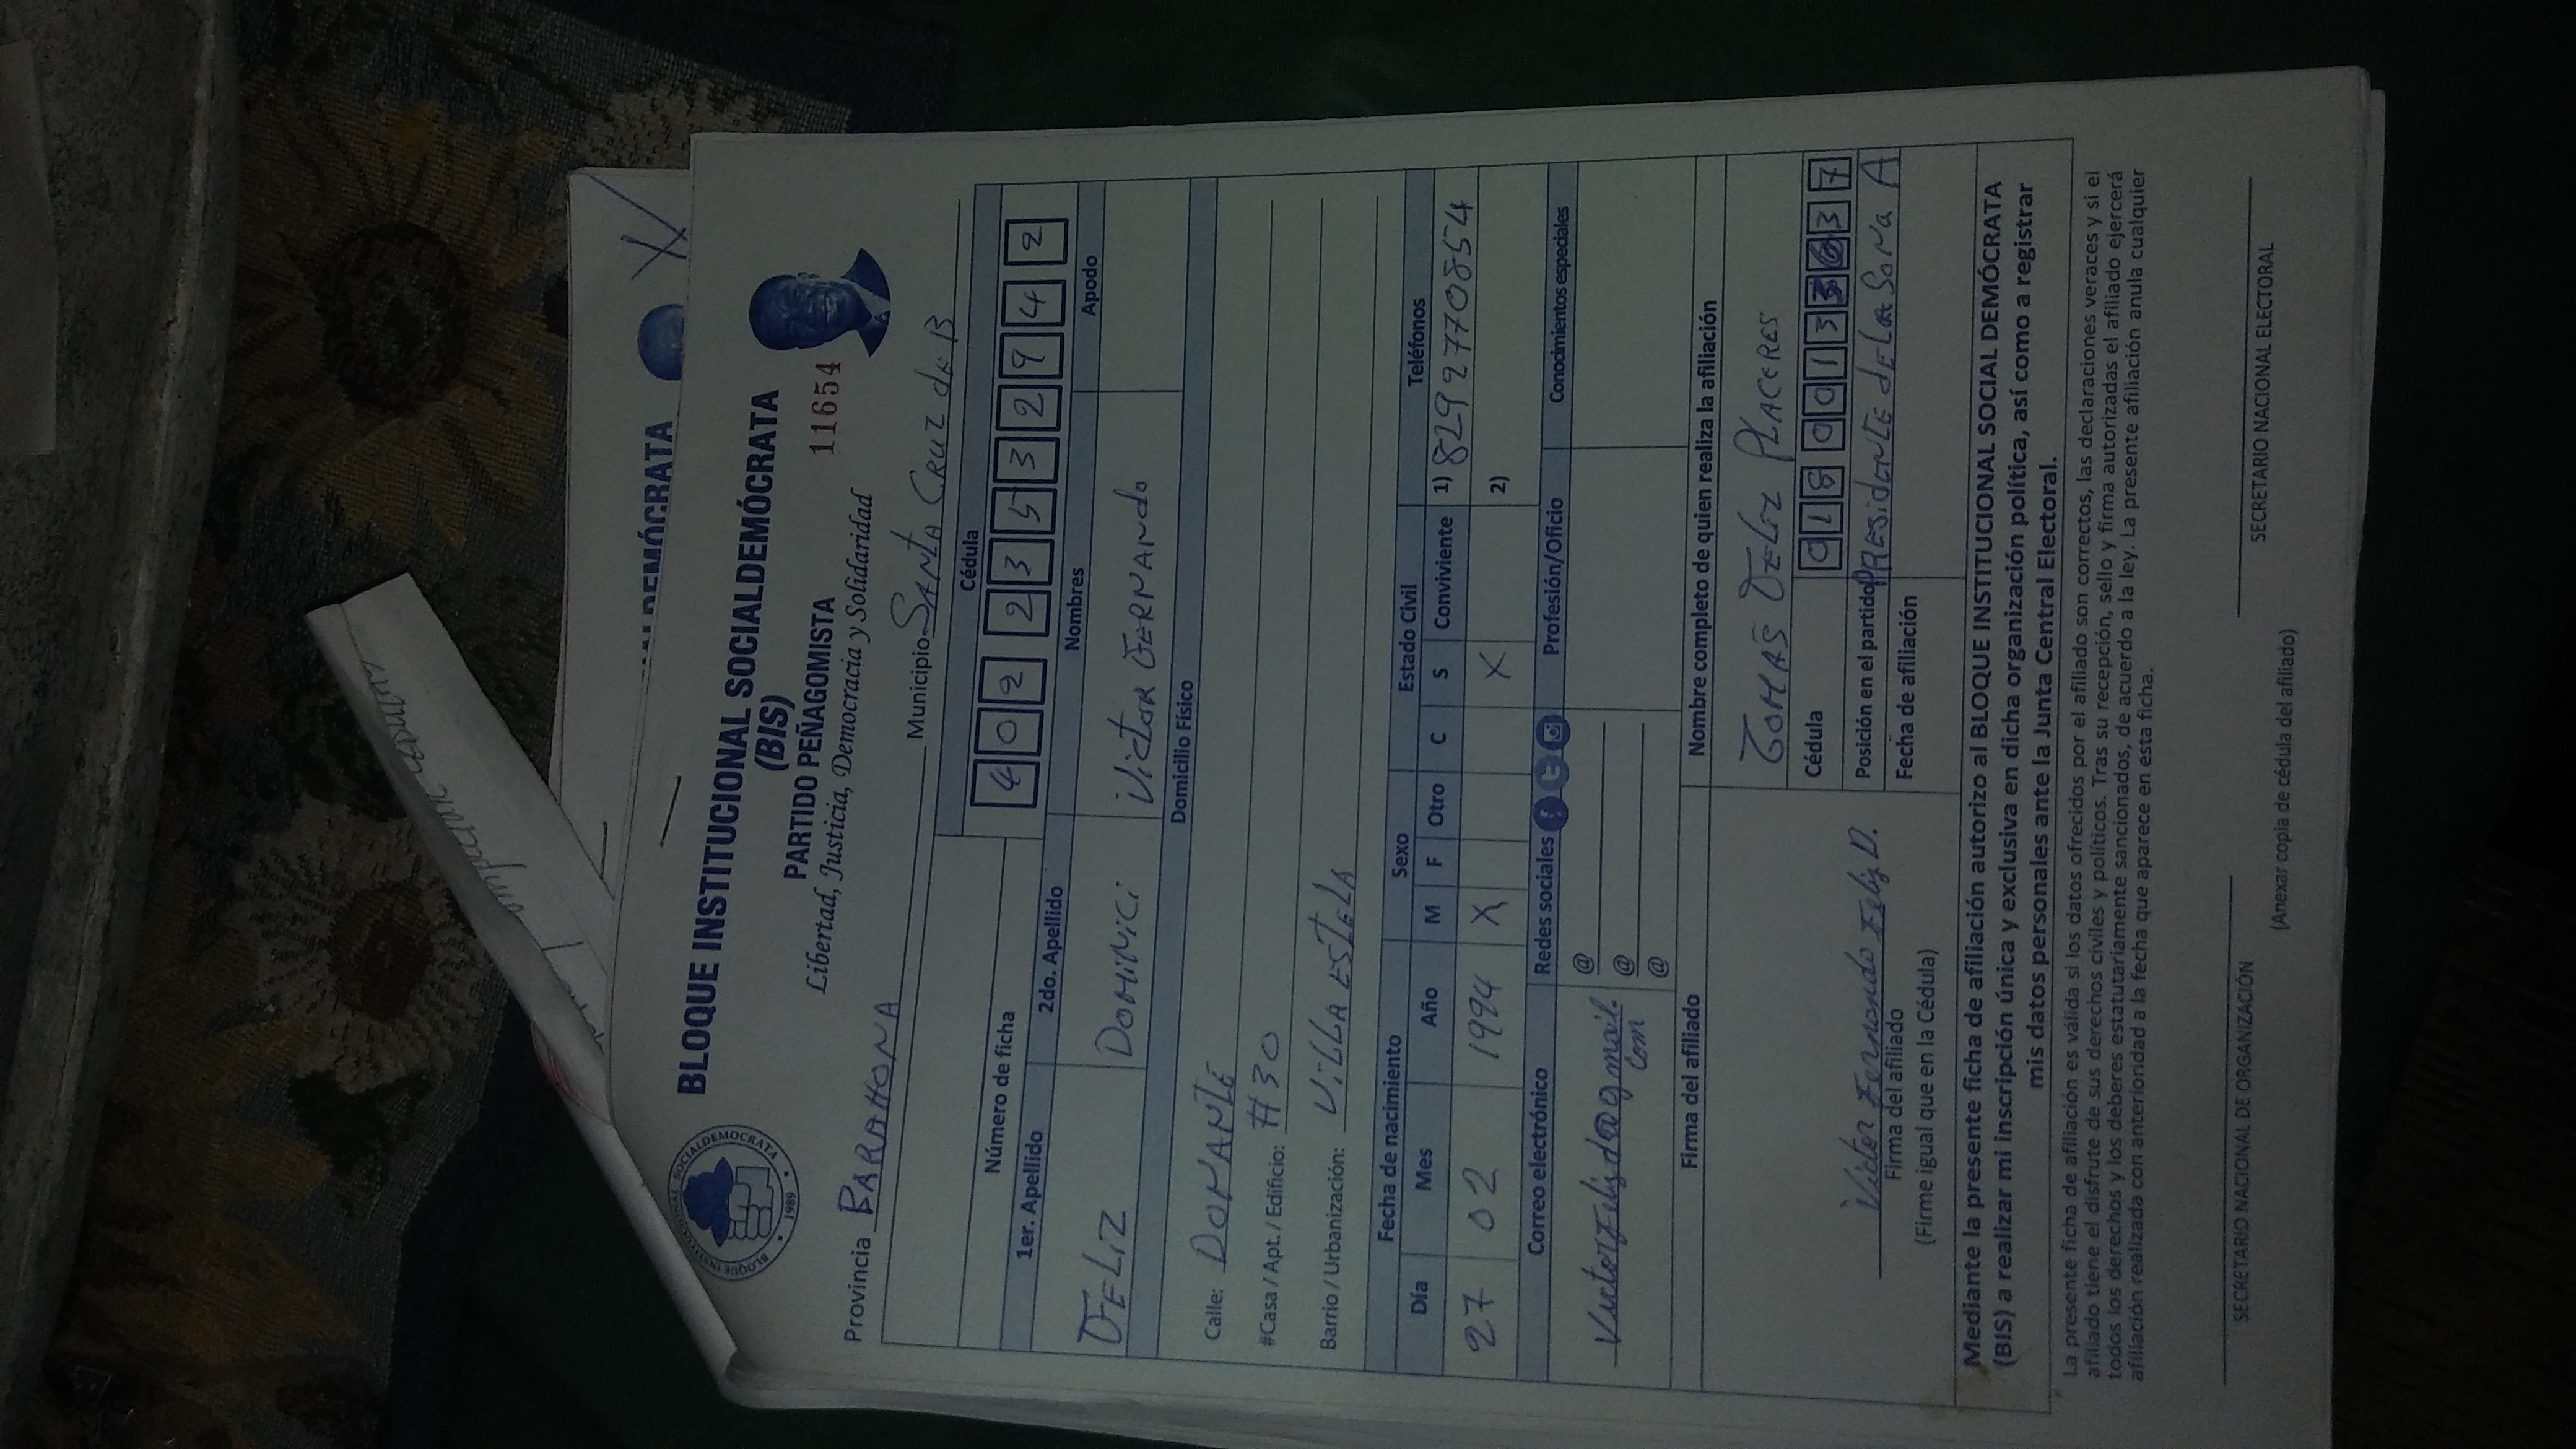 BLOQUE INSTITUCIONAL SOCIALDEMÓCRATA
(BIS)
PARTIDO PEÑAGOMISTA
11654
Libertad, Justicia, Democracia y Solidaridad
Provincia BARAHONA Municipio SANTA CRUZ de B
Número de ficha Cédula
4 0 2 2 3 5 3 2 9 4 2
1er. Apellido 2do. Apellido Nombres Apodo
FELIZ DOMINICI Victor FERNANdo
Domicilio Físico
Calle: DUVANTE
#Casa / Apt. / Edificio: #30
Barrio / Urbanización: VILLA ESTELA
Fecha de nacimiento Sexo Estado Civil Teléfonos
Día Mes Año M F Otro C S Conviviente 1) 8292770854
27 02 1994 X X 2)
Correo electrónico Redes sociales Profesión/Oficio Conocimientos especiales
Victorfelizd@gmail.com
@
@
@
Firma del afiliado Nombre completo de quien realiza la afiliación
TOMAS FELIZ PLACERES
Cédula 0 1 8 0 0 1 3 3 6 3 7
Posición en el partido PRESidENTE dE LA SONA A
Fecha de afiliación
Victor Fernando Feliz D.
Firma del afiliado
(Firme igual que en la Cédula)
Mediante la presente ficha de afiliación autorizo al BLOQUE INSTITUCIONAL SOCIAL DEMÓCRATA
(BIS) a realizar mi inscripción única y exclusiva en dicha organización política, así como a registrar
mis datos personales ante la Junta Central Electoral.
La presente ficha de afiliación es válida si los datos ofrecidos por el afiliado son correctos, las declaraciones veraces y si el
afiliado tiene el disfrute de sus derechos civiles y políticos. Tras su recepción, sello y firma autorizadas el afiliado ejercerá
todos los derechos y los deberes estatutariamente sancionados, de acuerdo a la ley. La presente afiliación anula cualquier
afiliación realizada con anterioridad a la fecha que aparece en esta ficha.
SECRETARIO NACIONAL DE ORGANIZACIÓN SECRETARIO NACIONAL ELECTORAL
(Anexar copia de cédula del afiliado)